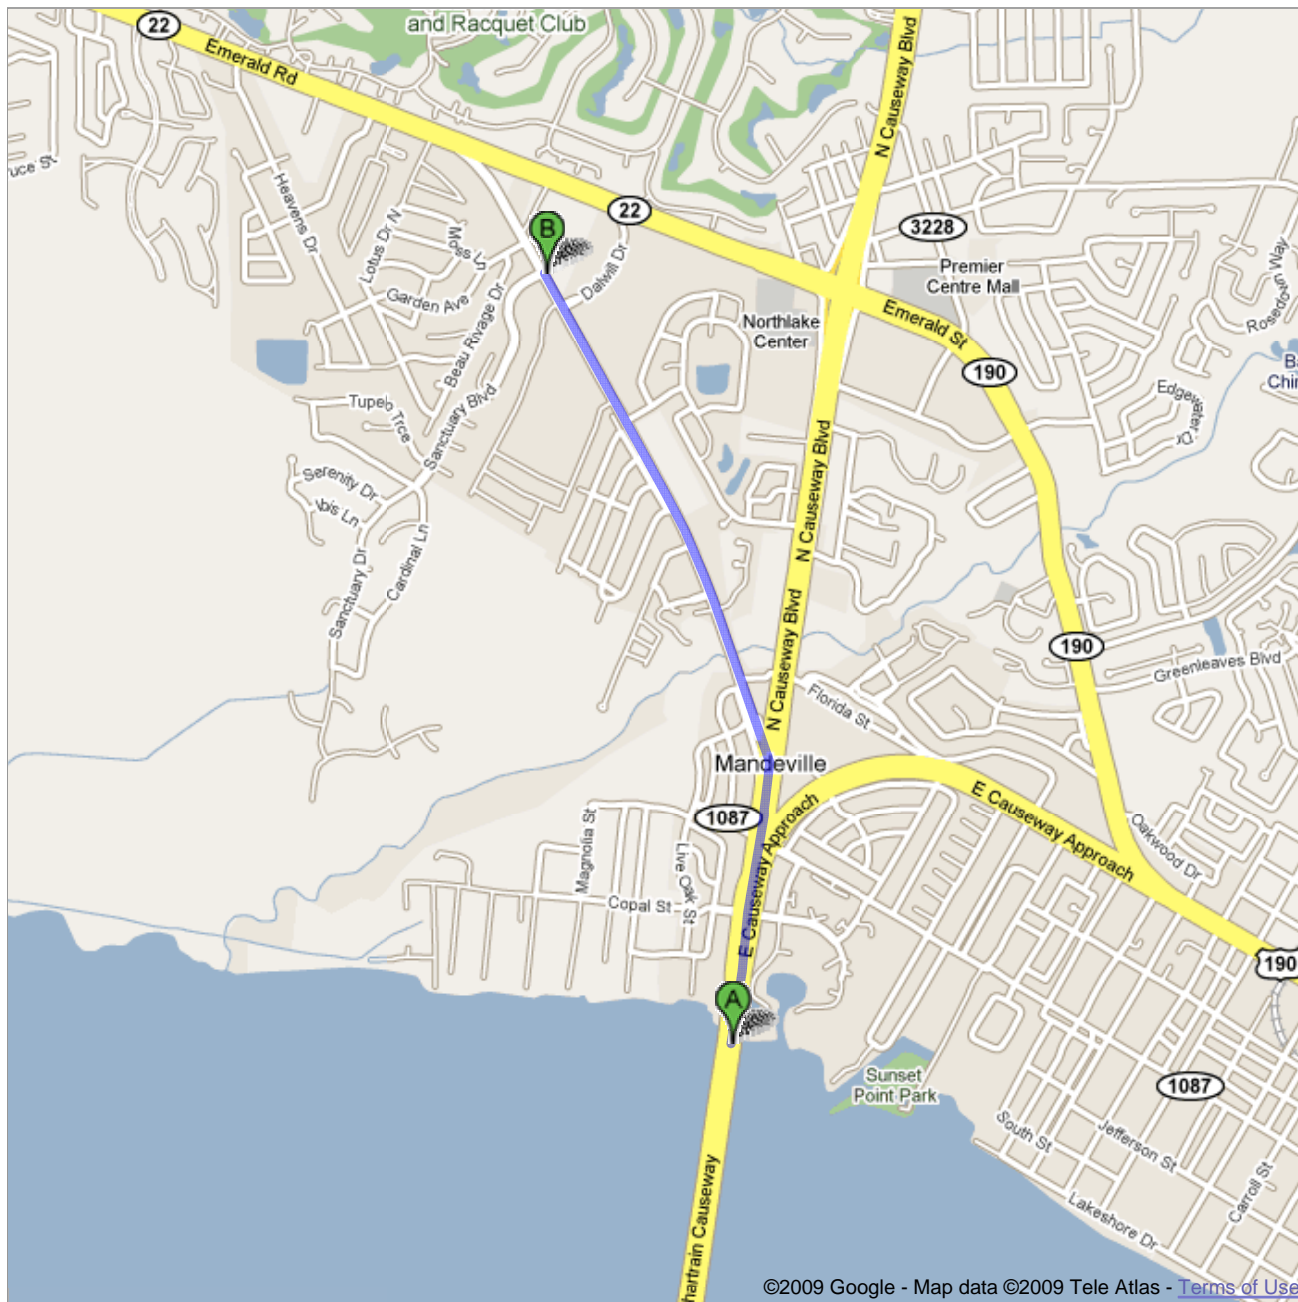 22
and Racquet Club
Emerald Rd
N Causeway Blvd
uce St
Heavens Dr
Lotus Dr N
Moss Ln
22
3228
B
Dalwill Dr
Premier
Centre Mall
Rosedown Way
Garden Ave
Beau Rivage Dr
Northlake
Center
Emerald St
190
Ba
Chin
Edgewater Dr
Tupelo Trce
Sanctuary Blvd
N Causeway Blvd
N Causeway Blvd
Serenity Dr
Ibis Ln
Cardinal Ln
Sanctuary Dr
190
Greenleaves Blvd
N Causeway Blvd
Florida St
Mandeville
E Causeway Approach
1087
E Causeway Approach
Magnolia St
Live Oak St
Oakwood Dr
Copal St
190
A
Sunset
Point Park
1087
South St
Jefferson St
Carroll St
Lakeshore Dr
hartrain Causeway
©2009 Google - Map data ©2009 Tele Atlas - Terms of Use